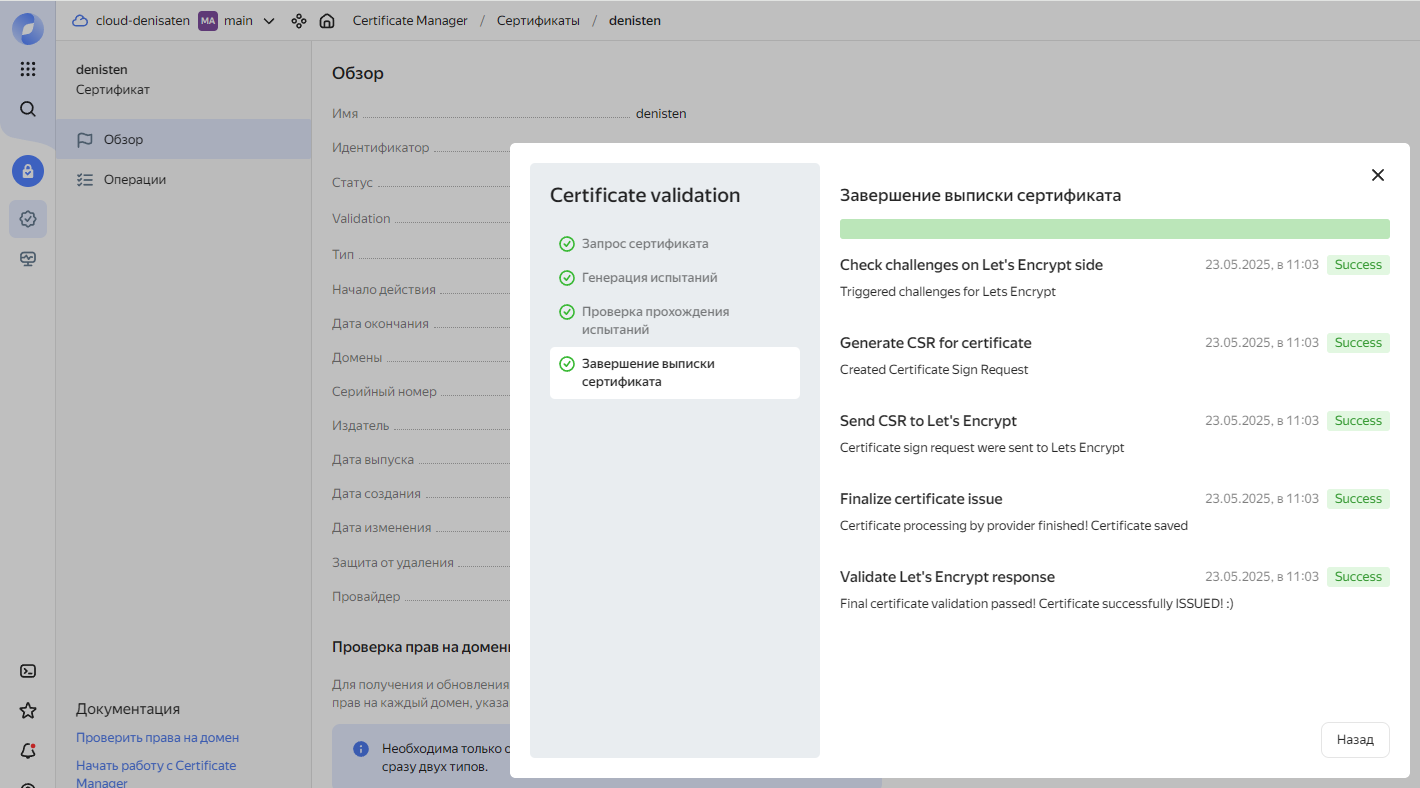 cloud-denisaten MA main Certificate Manager / Сертификаты / denisten
denisten
Сертификат
Обзор
Операции
Документация
Проверить права на домен
Начать работу с Certificate
Manager
Обзор
Имя denisten
Идентификатор
Статус
Validation
Тип
Начало действия
Дата окончания
Домены
Серийный номер
Издатель
Дата выпуска
Дата создания
Дата изменения
Защита от удаления
Провайдер
Проверка прав на домен
Для получения и обновления
прав на каждый домен, указа
Необходима только
сразу двух типов.
Certificate validation
Запрос сертификата
Генерация испытаний
Проверка прохождения
испытаний
Завершение выписки
сертификата
Завершение выписки сертификата
Check challenges on Let's Encrypt side 23.05.2025, в 11:03 Success
Triggered challenges for Lets Encrypt
Generate CSR for certificate 23.05.2025, в 11:03 Success
Created Certificate Sign Request
Send CSR to Let's Encrypt 23.05.2025, в 11:03 Success
Certificate sign request were sent to Lets Encrypt
Finalize certificate issue 23.05.2025, в 11:03 Success
Certificate processing by provider finished! Certificate saved
Validate Let's Encrypt response 23.05.2025, в 11:03 Success
Final certificate validation passed! Certificate successfully ISSUED! :)
Назад